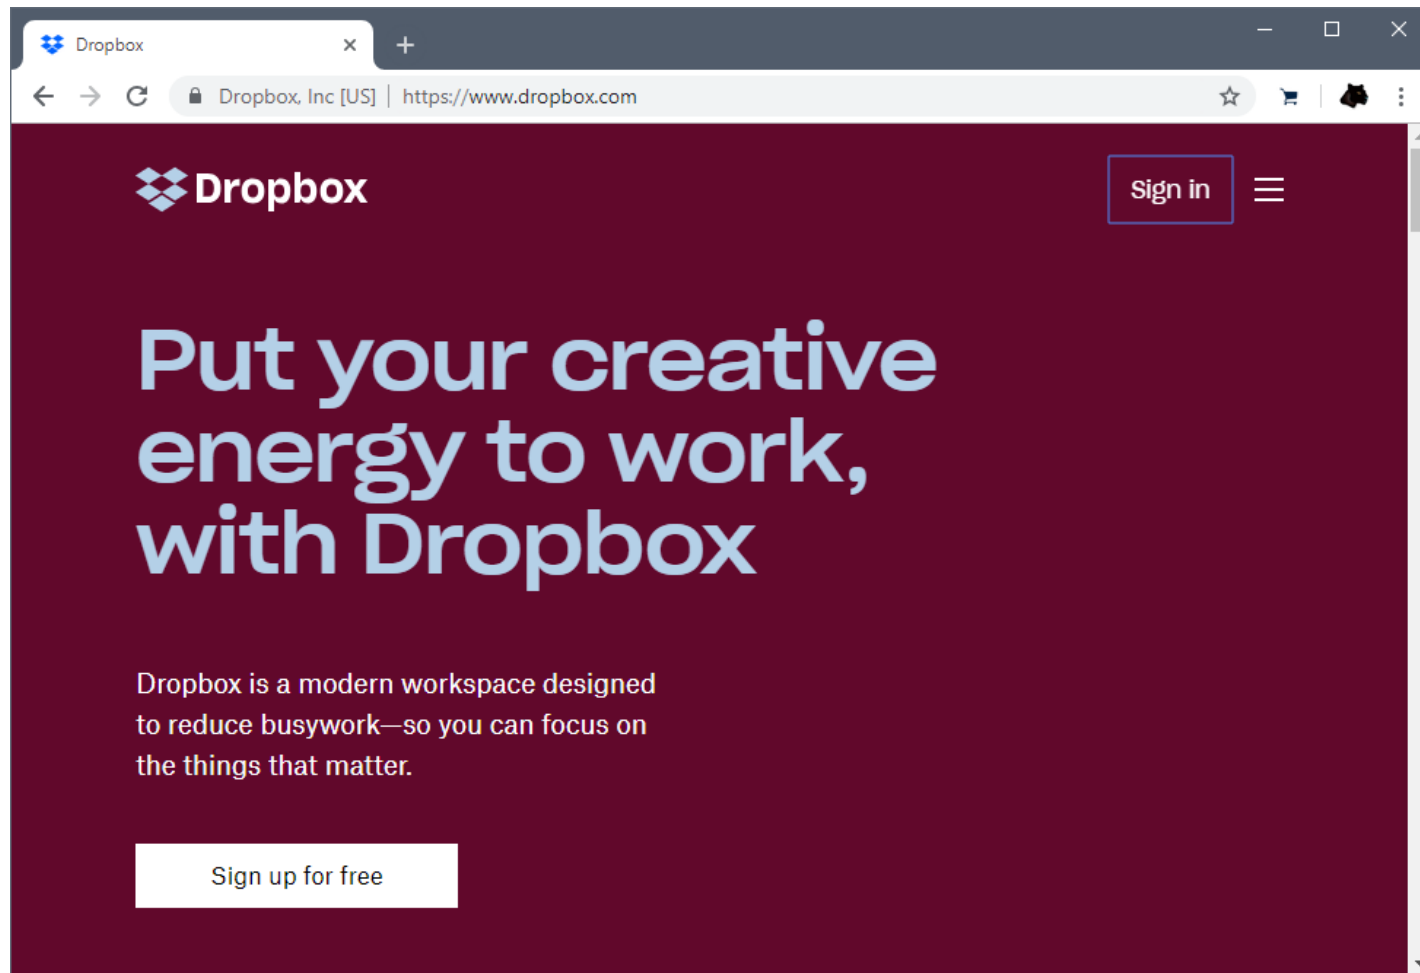 Dropbox
Dropbox, Inc [US] | https://www.dropbox.com
Dropbox
Sign in
Put your creative
energy to work,
with Dropbox
Dropbox is a modern workspace designed
to reduce busywork—so you can focus on
the things that matter.
Sign up for free